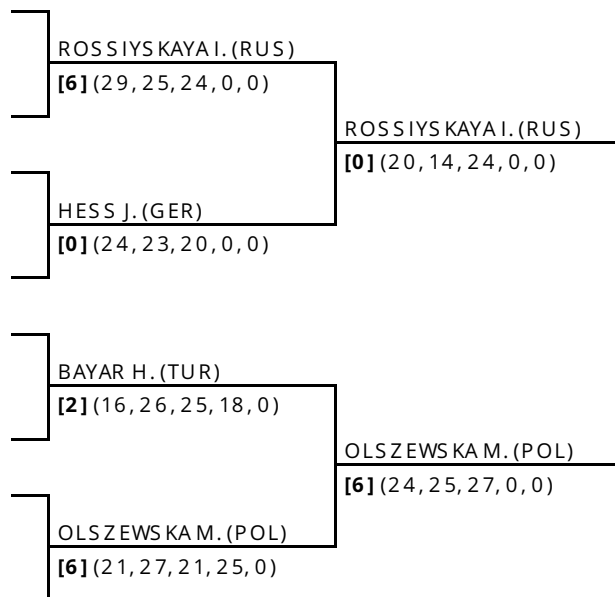 ROSSIYSKAYA I. (RUS)
[6] (29,25,24,0,0)
ROSSIYSKAYA I. (RUS)
[0] (20,14,24,0,0)
HESS J. (GER)
[0] (24,23,20,0,0)
BAYAR H. (TUR)
[2] (16,26,25,18,0)
OLSZEWSKA M. (POL)
[6] (24,25,27,0,0)
OLSZEWSKA M. (POL)
[6] (21,27,21,25,0)